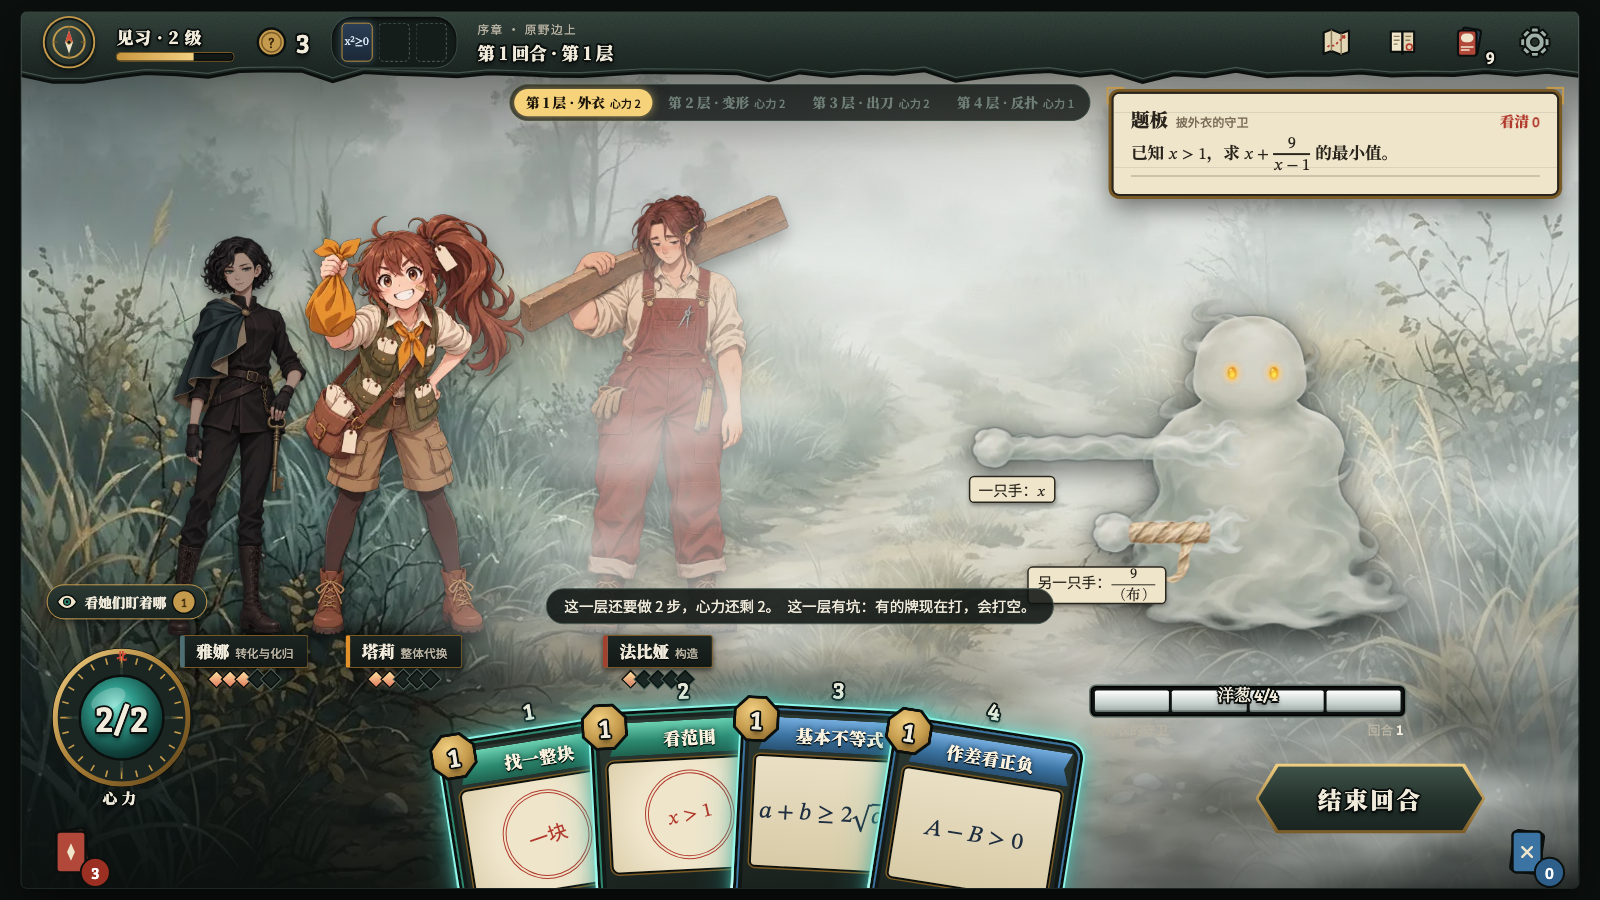 见习·2 级
? 3
x²≥0
序章 · 原野边上
第1回合·第1层
9
第1层·外衣 心力2
第2层·变形 心力2
第3层·出刀 心力2
第4层·反扑 心力1
题板 披外衣的守卫 看清 0
已知 x > 1，求 x + 9/(x − 1) 的最小值。
一只手：x
另一只手：9/（布）
看她们盯着哪 1
这一层还要做 2 步，心力还剩 2。 这一层有坑：有的牌现在打，会打空。
雅娜 转化与化归
塔莉 整体代换
法比娅 构造
2/2
心力
3
1
1 找一整块
一块
2
1 看范围
x > 1
3
1 基本不等式
a + b ≥ 2√
4
1 作差看正负
A − B > 0
洋葱 4/4
回合 1
结束回合
0